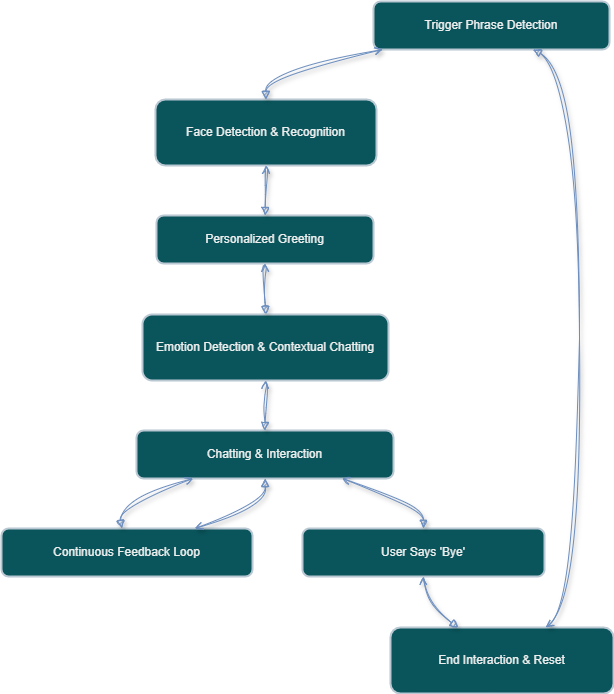 Trigger Phrase Detection
Face Detection & Recognition
Personalized Greeting
Emotion Detection & Contextual Chatting
Chatting & Interaction
Continuous Feedback Loop
User Says 'Bye'
End Interaction & Reset